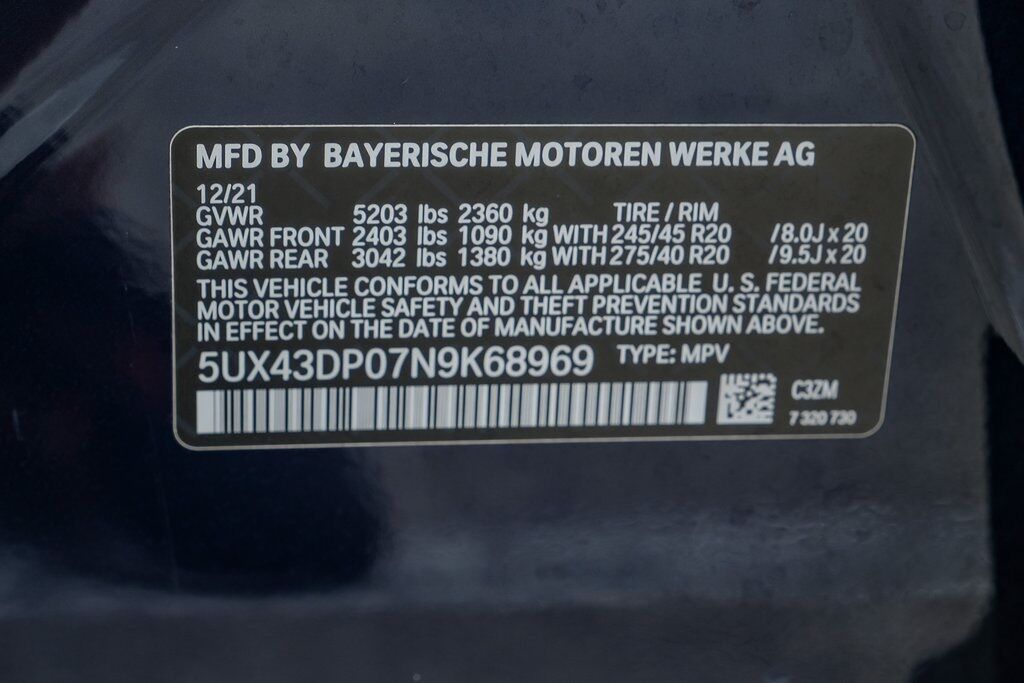 MFD BY BAYERISCHE MOTOREN WERKE AG
12/21
GVWR 5203 lbs 2360 kg TIRE / RIM
GAWR FRONT 2403 lbs 1090 kg WITH 245/45 R20 /8.0J x 20
GAWR REAR 3042 lbs 1380 kg WITH 275/40 R20 /9.5J x 20
THIS VEHICLE CONFORMS TO ALL APPLICABLE U. S. FEDERAL
MOTOR VEHICLE SAFETY AND THEFT PREVENTION STANDARDS
IN EFFECT ON THE DATE OF MANUFACTURE SHOWN ABOVE.
5UX43DP07N9K68969 TYPE: MPV
C3ZM
7 320 730